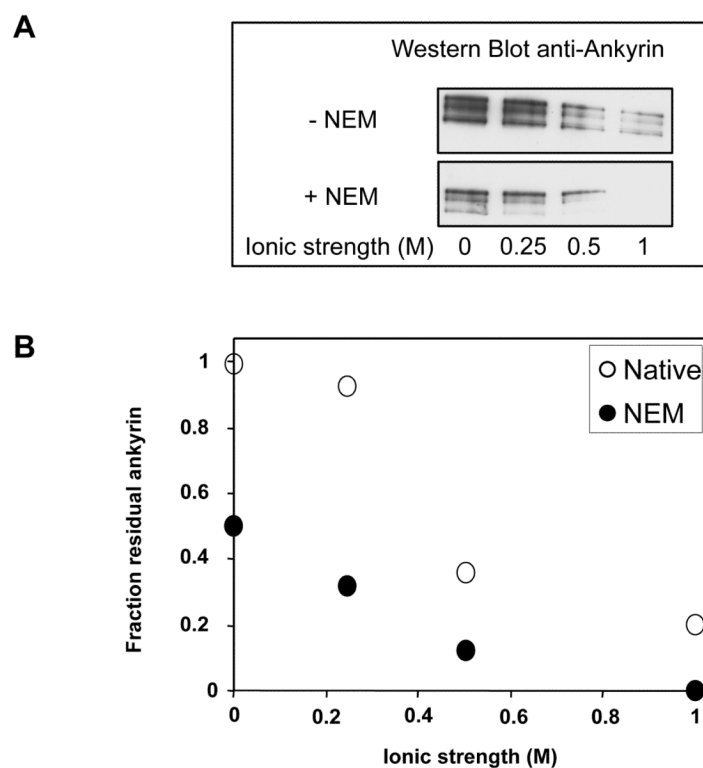 A
Western Blot anti-Ankyrin
- NEM
+ NEM
Ionic strength (M) 0 0.25 0.5 1
B
Native
NEM
Fraction residual ankyrin
1
0.8
0.6
0.4
0.2
0
0 0.2 0.4 0.6 0.8 1
Ionic strength (M)